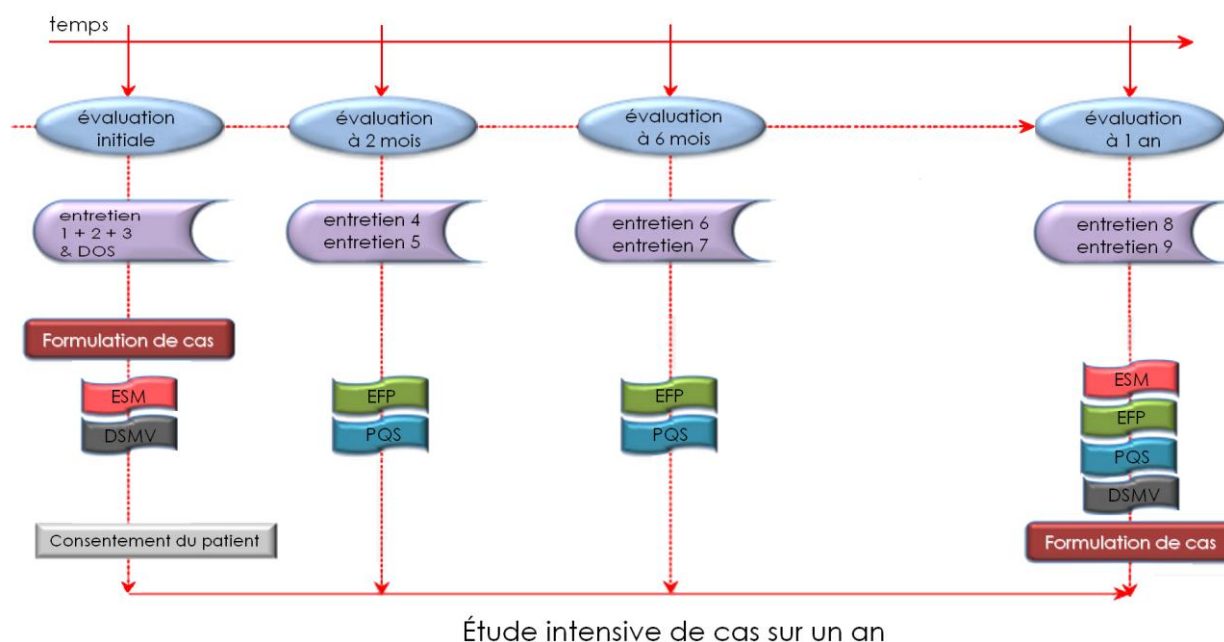 temps
évaluation
initiale
évaluation
à 2 mois
évaluation
à 6 mois
évaluation
à 1 an
entretien
1 + 2 + 3
& DOS
entretien 4
entretien 5
entretien 6
entretien 7
entretien 8
entretien 9
Formulation de cas
ESM
DSMV
EFP
PQS
EFP
PQS
ESM
EFP
PQS
DSMV
Consentement du patient
Formulation de cas
Étude intensive de cas sur un an